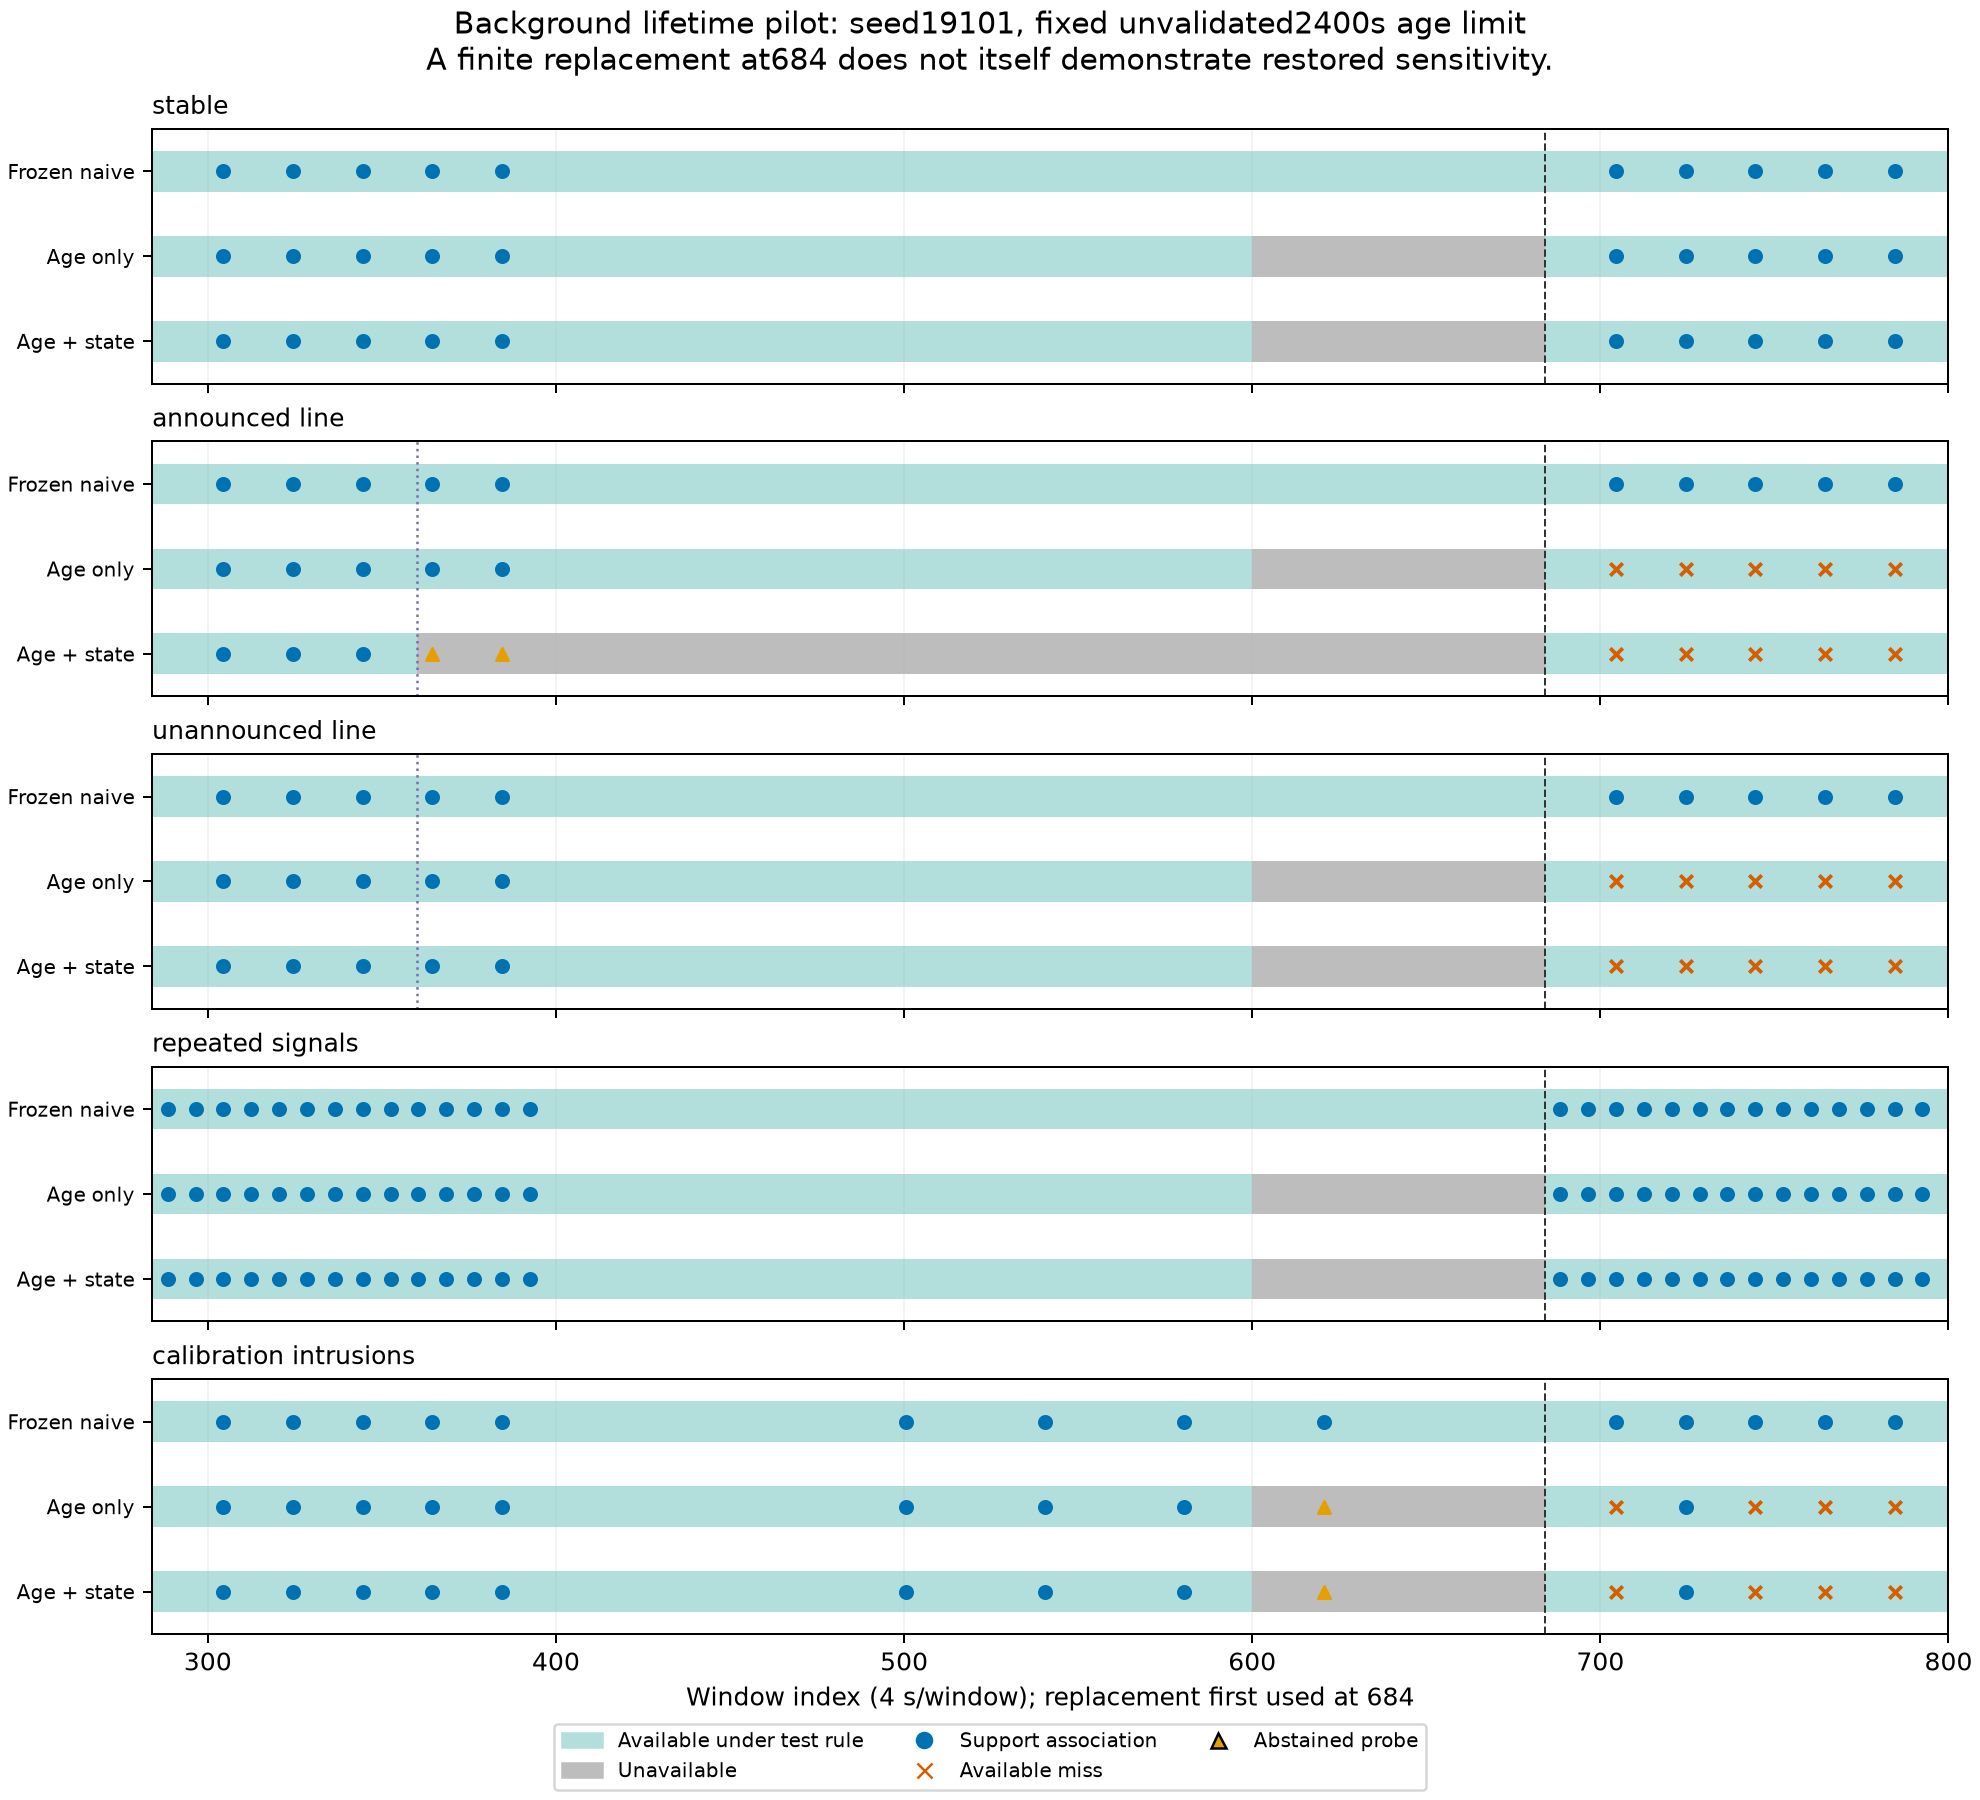 Background lifetime pilot: seed19101, fixed unvalidated2400s age limit
A finite replacement at684 does not itself demonstrate restored sensitivity.
stable
Frozen naive
Age only
Age + state
announced line
Frozen naive
Age only
Age + state
unannounced line
Frozen naive
Age only
Age + state
repeated signals
Frozen naive
Age only
Age + state
calibration intrusions
Frozen naive
Age only
Age + state
300 400 500 600 700 800
Window index (4 s/window); replacement first used at 684
Available under test rule
Unavailable
Support association
Available miss
Abstained probe